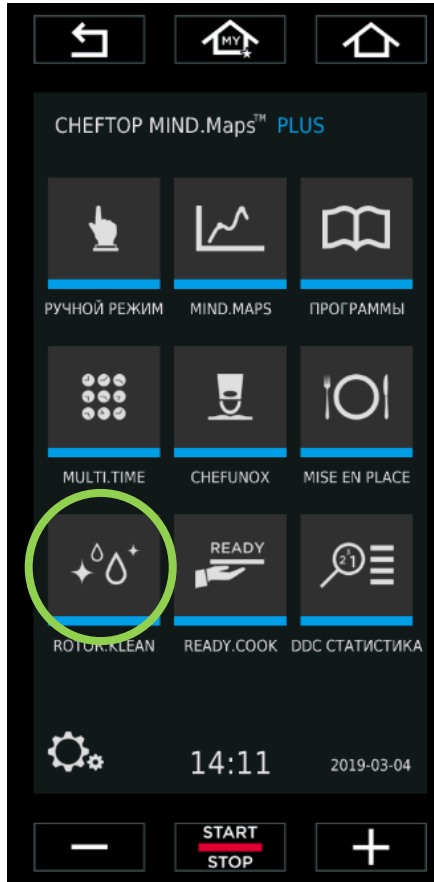 MY
CHEFTOP MIND.Maps™ PLUS
РУЧНОЙ РЕЖИМ MIND.MAPS ПРОГРАММЫ
MULTI.TIME CHEFUNOX MISE EN PLACE
READY
ROTOR.KLEAN READY.COOK DDC СТАТИСТИКА
14:11 2019-03-04
START
STOP